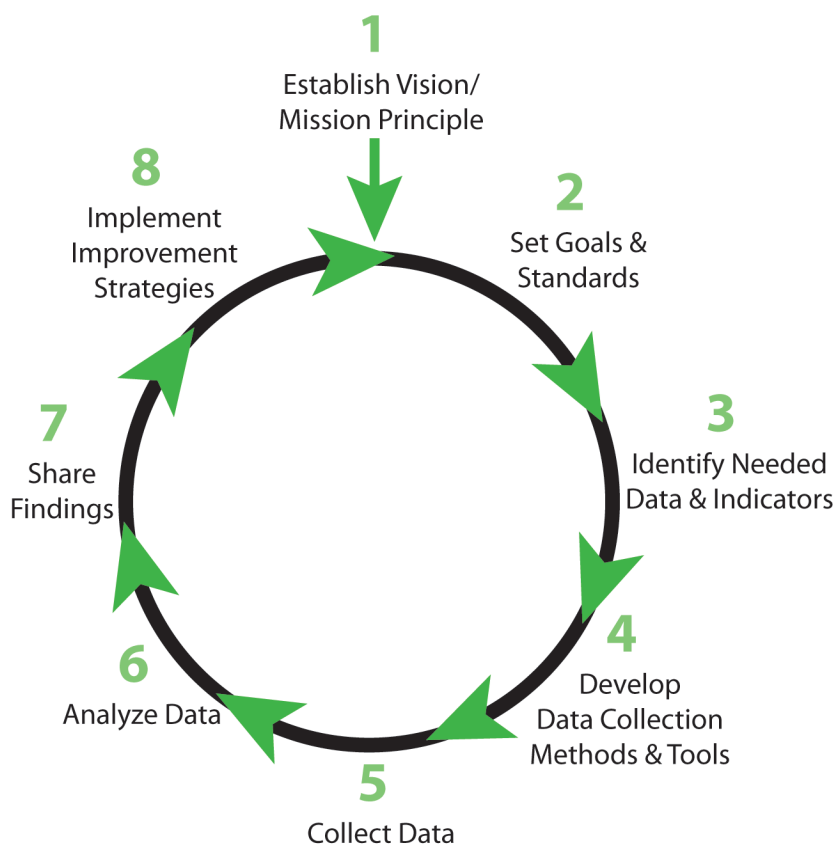 1
Establish Vision/
Mission Principle
2
Set Goals &
Standards
3
Identify Needed
Data & Indicators
4
Develop
Data Collection
Methods & Tools
5
Collect Data
6
Analyze Data
7
Share
Findings
8
Implement
Improvement
Strategies